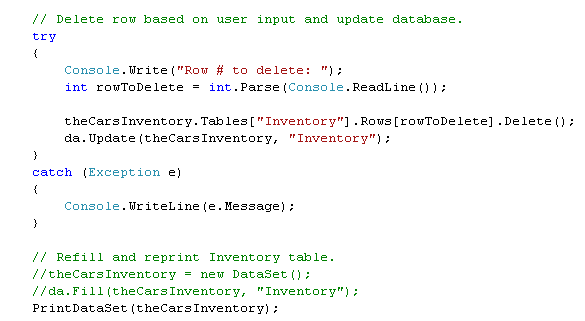 // Delete row based on user input and update database.
try
{
Console.Write("Row # to delete: ");
int rowToDelete = int.Parse(Console.ReadLine());
theCarsInventory.Tables["Inventory"].Rows[rowToDelete].Delete();
da.Update(theCarsInventory, "Inventory");
}
catch (Exception e)
{
Console.WriteLine(e.Message);
}
// Refill and reprint Inventory table.
//theCarsInventory = new DataSet();
//da.Fill(theCarsInventory, "Inventory");
PrintDataSet(theCarsInventory);